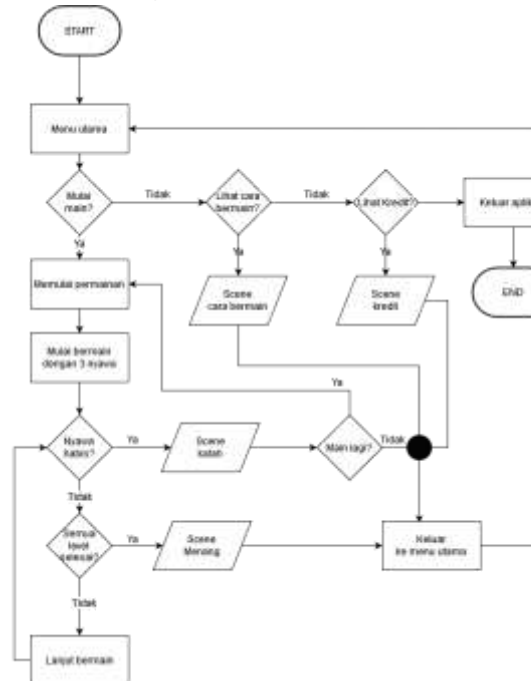 START
Menu utama
Mulai
main?
Tidak
Lihat cara
bermain?
Tidak
Lihat Kredit?
Keluar aplik
Ya
Ya
Ya
Memulai permainan
Scene
cara bermain
Scene
kredit
END
Mulai bermain
dengan 3 nyawa
Ya
Nyawa
habis?
Ya
Scene
kalah
Main lagi?
Tidak
Tidak
Semua
level
selesai?
Ya
Scene
Menang
Keluar
ke menu utama
Tidak
Lanjut bermain